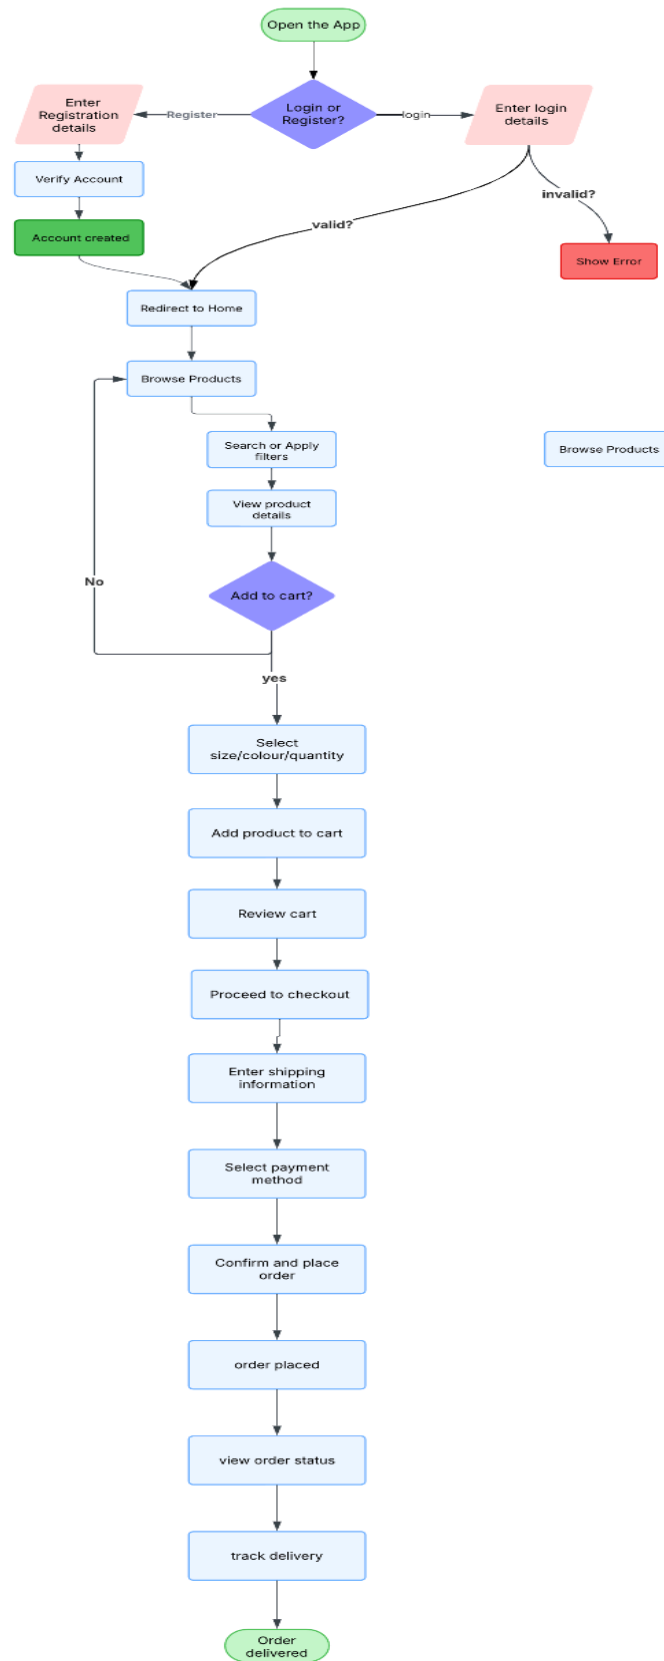 Open the App
Login or
Register?
Register
login
Enter
Registration
details
Enter login
details
Verify Account
invalid?
valid?
Account created
Show Error
Redirect to Home
Browse Products
Search or Apply
filters
Browse Products
View product
details
No
Add to cart?
yes
Select
size/colour/quantity
Add product to cart
Review cart
Proceed to checkout
Enter shipping
information
Select payment
method
Confirm and place
order
order placed
view order status
track delivery
Order
delivered